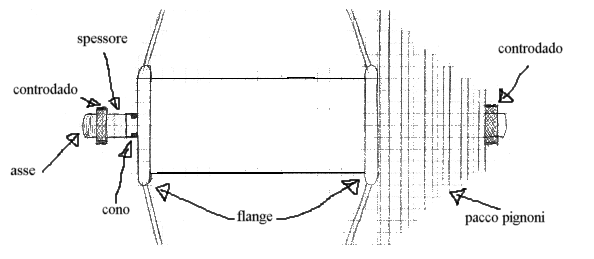 spessore
controdado
controdado
asse
cono
flange
pacco pignoni